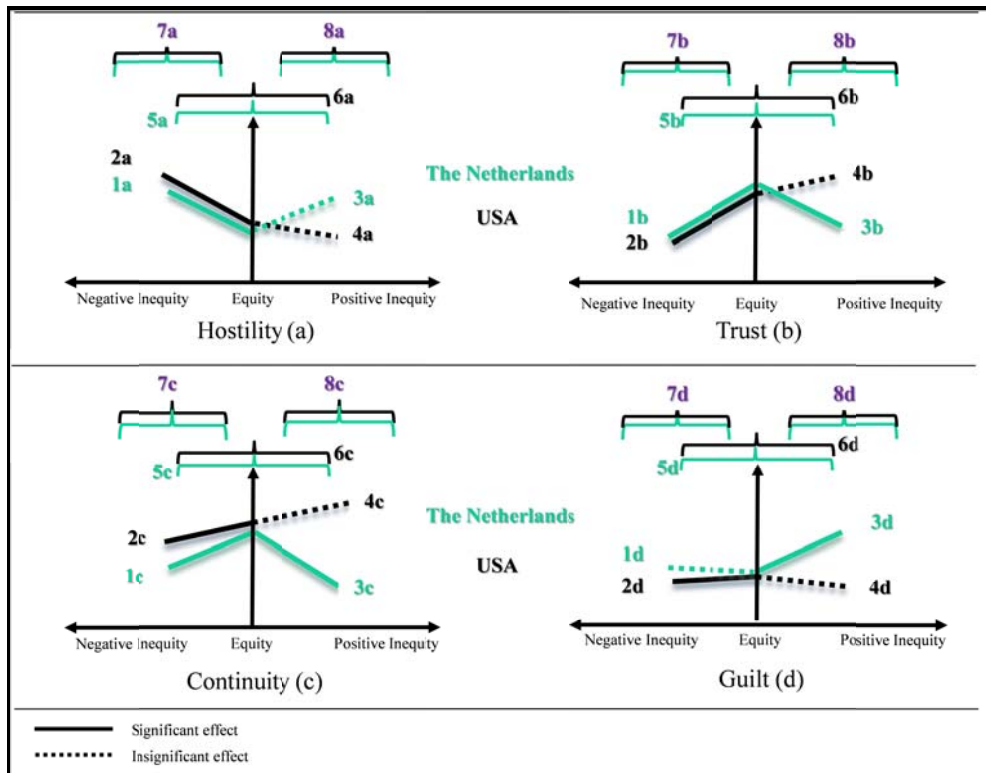 7a 8a
6a
5a
2a
1a
3a
4a
Negative Inequity Equity Positive Inequity
Hostility (a)
The Netherlands
USA
7b 8b
6b
5b
4b
1b
2b
3b
Negative Inequity Equity Positive Inequity
Trust (b)
7c 8c
6c
5c
4c
2c
1c
3c
Negative Inequity Equity Positive Inequity
Continuity (c)
The Netherlands
USA
7d 8d
6d
5d
3d
1d
2d
4d
Negative Inequity Equity Positive Inequity
Guilt (d)
Significant effect
Insignificant effect